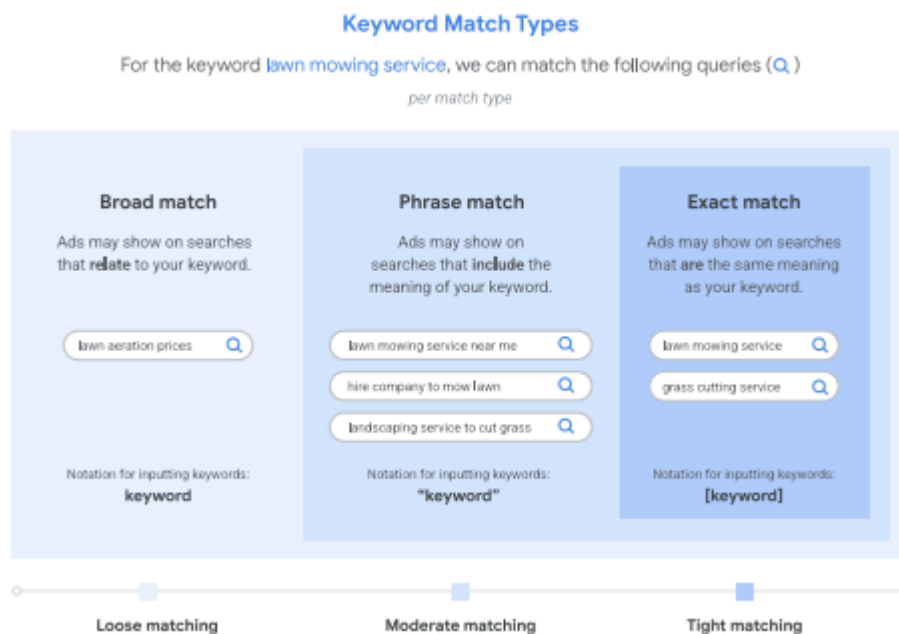 Keyword Match Types
For the keyword lawn mowing service, we can match the following queries ( )
per match type
Broad match
Ads may show on searches
that relate to your keyword.
lawn aeration prices
Notation for inputting keywords:
keyword
Phrase match
Ads may show on
searches that include the
meaning of your keyword.
lawn mowing service near me
hire company to mow lawn
landscaping service to cut grass
Notation for inputting keywords:
“keyword”
Exact match
Ads may show on searches
that are the same meaning
as your keyword.
lawn mowing service
grass cutting service
Notation for inputting keywords:
[keyword]
Loose matching
Moderate matching
Tight matching